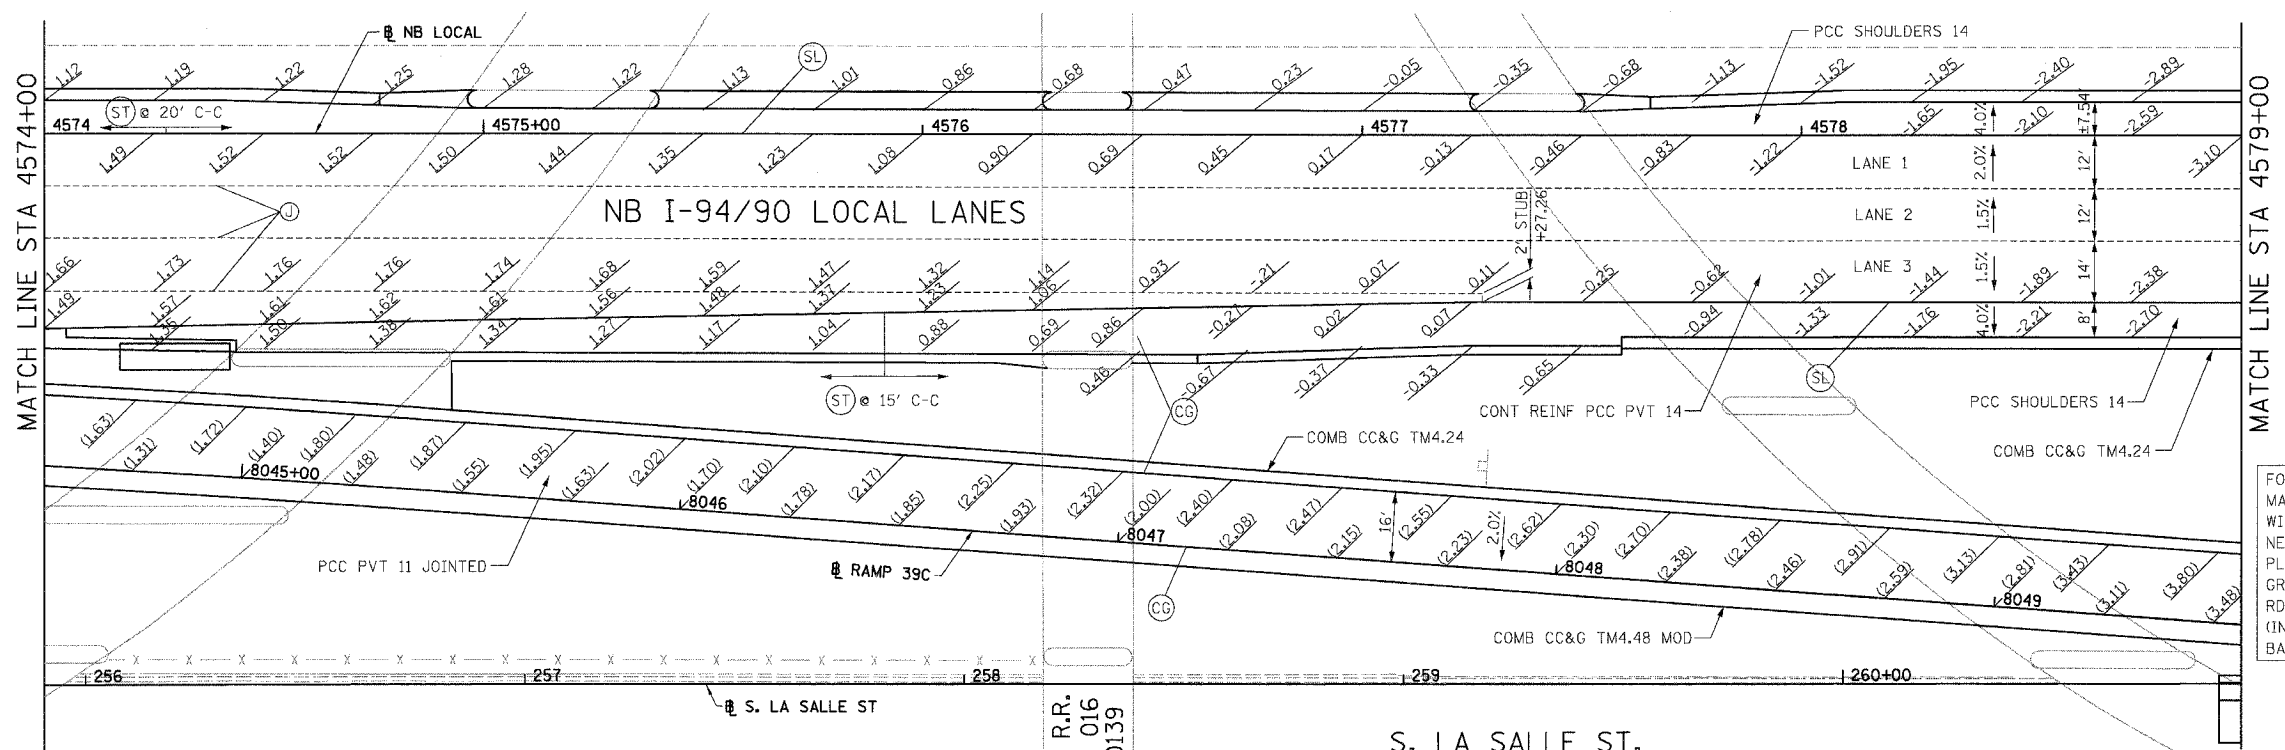 MATCH LINE STA 4574+00
℄ NB LOCAL
SL
PCC SHOULDERS 14
1.12 1.19 1.22 1.25 1.28 1.22 1.13 1.01 0.86 0.68 0.47 0.23 -0.05 -0.35 -0.68 -1.13 -1.52 -1.95 -2.40 -2.89
ST @ 20' C-C
4574 4575+00 4576 4577 4578
-1.65 -2.10 -2.59
4.0% ±7.54'
1.49 1.52 1.52 1.50 1.44 1.35 1.23 1.08 0.90 0.69 0.45 0.17 -0.13 -0.46 -0.83 -1.22 -3.10
LANE 1 2.0% 12'
J
NB I-94/90 LOCAL LANES
2' STUB
+27.26
LANE 2 1.5% 12'
1.66 1.73 1.76 1.76 1.74 1.68 1.59 1.47 1.32 1.14 0.93 -.21 0.07 0.11 -0.25 -0.62 -1.01 -1.44 -1.89 -2.38
LANE 3 1.5% 14'
1.49 1.57 1.61 1.62 1.61 1.56 1.48 1.37 1.23 1.06 0.86 -0.27 0.02 0.07 -0.94 -1.33 -1.76 -2.21 -2.70
4.0% 8'
1.36 1.50 1.38 1.34 1.27 1.17 1.04 0.88 0.69
0.46 -0.67 -0.37 -0.33 -0.65
SL
ST @ 15' C-C
CG
CONT REINF PCC PVT 14
PCC SHOULDERS 14
COMB CC&G TM4.24
COMB CC&G TM4.24
MATCH LINE STA 4579+00
(1.63) (1.72) (1.80) (1.87) (1.95) (2.02) (2.10) (2.17) (2.25) (2.32) (2.40) (2.47) (2.55) (2.62) (2.70) (2.78) (2.91) (3.13) (3.43) (3.80)
(1.31) (1.40) (1.48) (1.55) (1.63) (1.70) (1.78) (1.85) (1.93) (2.00) (2.08) (2.15) (2.23) (2.30) (2.38) (2.46) (2.59) (2.81) (3.11) (3.48)
8045+00 8046 8047 8048 8049
16' 2.0%
PCC PVT 11 JOINTED
℄ RAMP 39C
CG
COMB CC&G TM4.48 MOD
FO
MA
WI
NE
PL
GR
RD
(IN
BA
X X X X X X X X X X X X X X X X X X
256 257 258 259 260+00
℄ S. LA SALLE ST
R.R.
016
0139
S. LA SALLE ST.